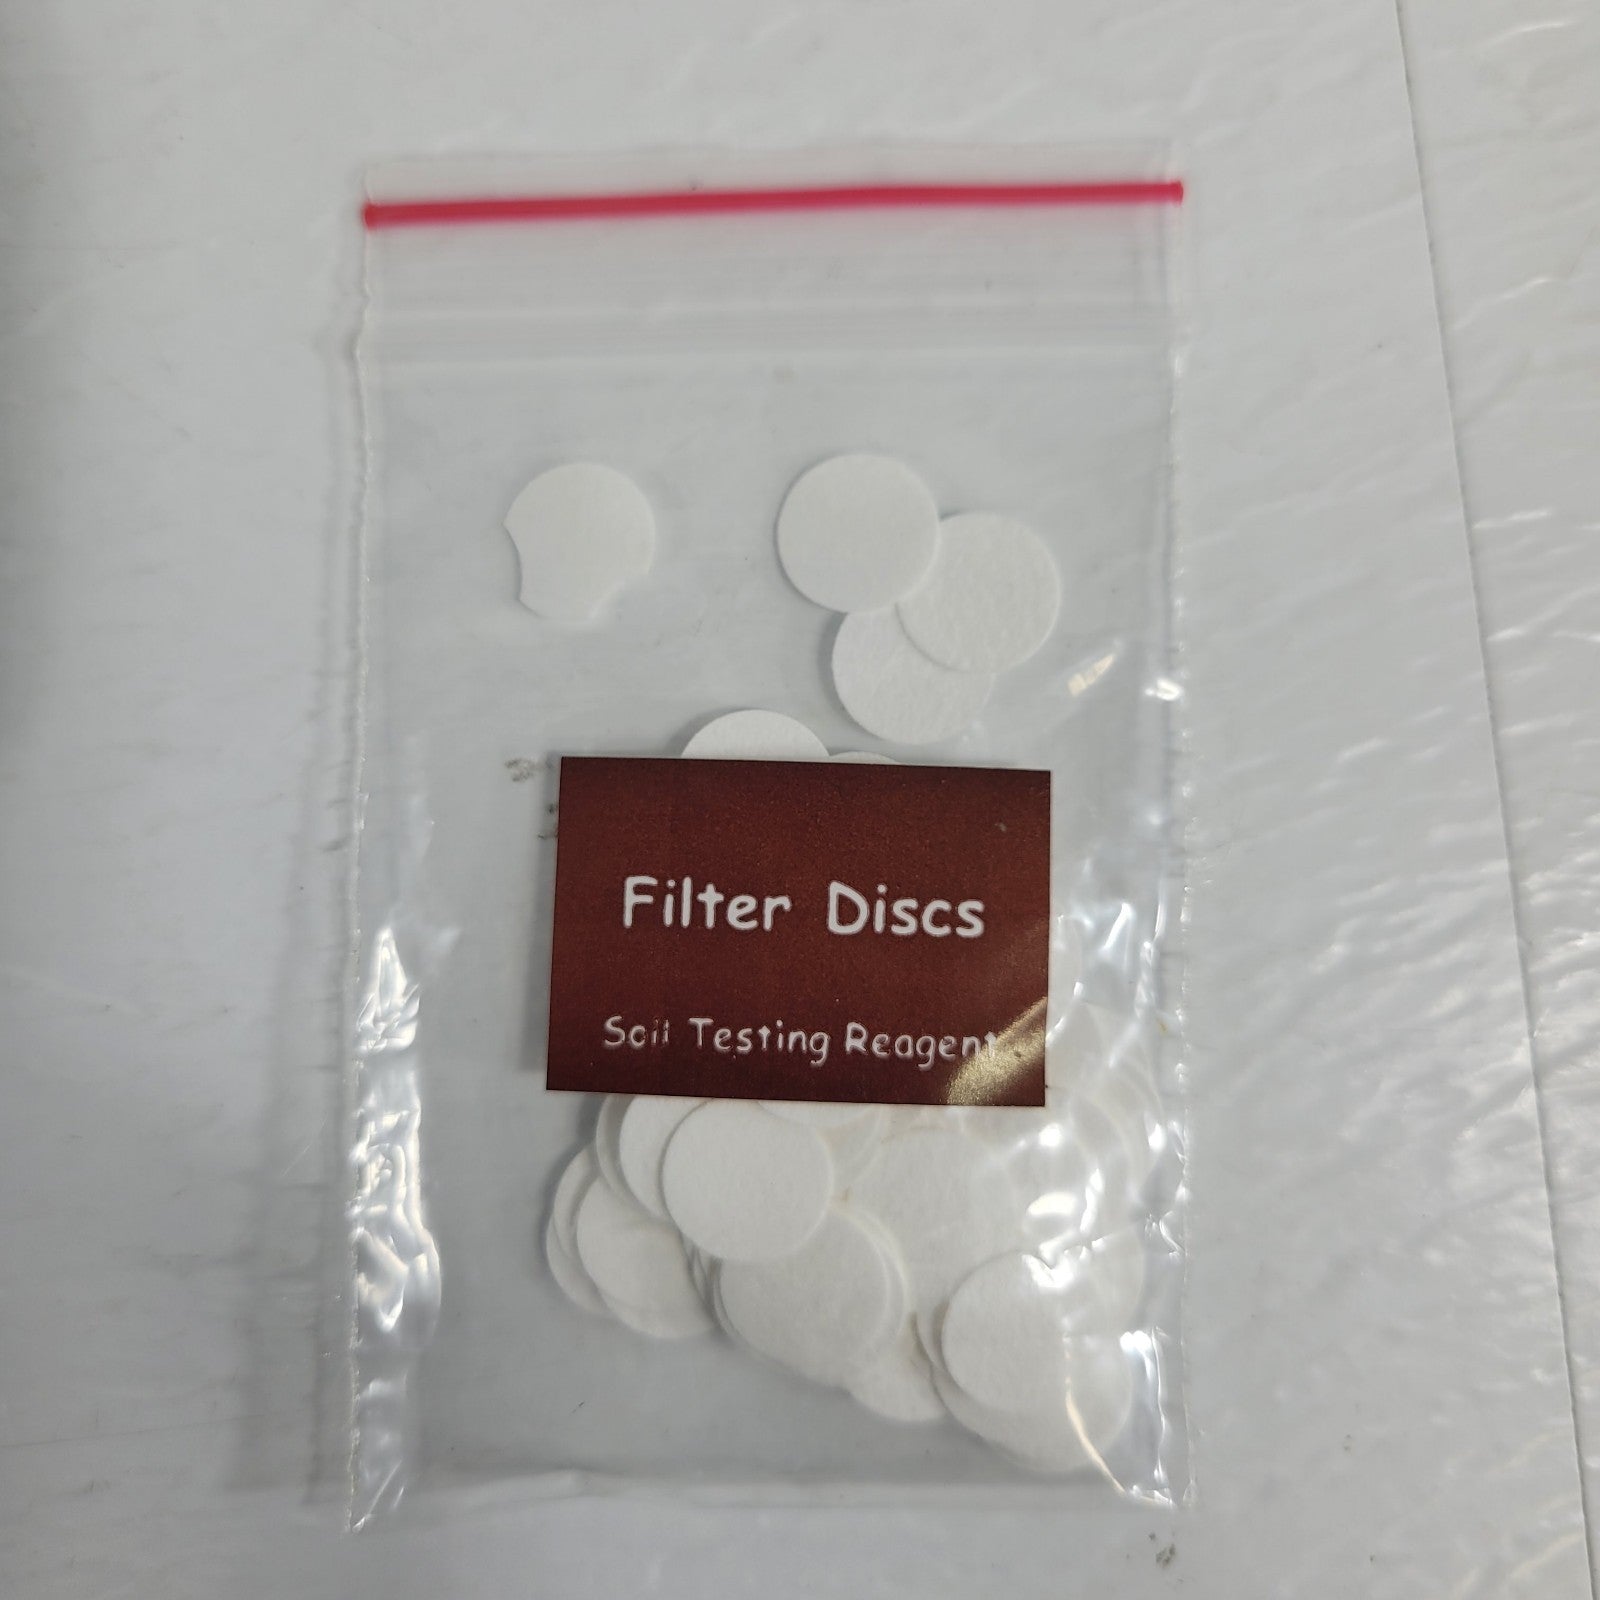 Filter Discs
Soil Testing Reagent